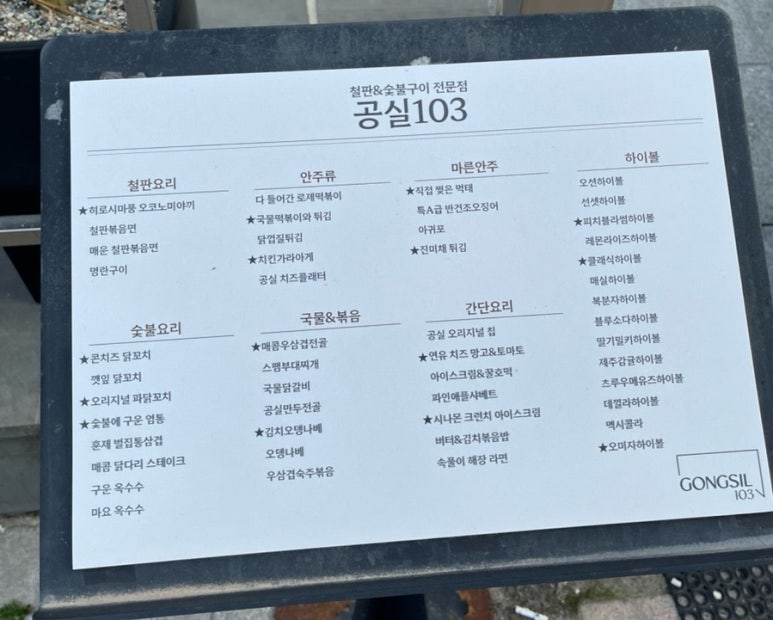 철판&숯불구이 전문점
공실103
철판요리
★히로시마풍 오코노미야끼
철판볶음면
매운 철판볶음면
명란구이
안주류
다 들어간 로제떡볶이
★국물떡볶이와 튀김
닭껍질튀김
★치킨가라아게
공실 치즈플래터
마른안주
★직접 찢은 먹태
특A급 반건조오징어
아귀포
★진미채 튀김
하이볼
오션하이볼
선셋하이볼
★피치블라썸하이볼
레몬라이즈하이볼
★클래식하이볼
매실하이볼
복분자하이볼
블루소다하이볼
딸기밀키하이볼
제주감귤하이볼
츠루우메유즈하이볼
데낄라하이볼
멕시콜라
★오미자하이볼
숯불요리
★콘치즈 닭꼬치
깻잎 닭꼬치
★오리지널 파닭꼬치
★숯불에 구운 염통
훈제 벌집통삼겹
매콤 닭다리 스테이크
구운 옥수수
마요 옥수수
국물&볶음
★매콤우삼겹전골
스팸부대찌개
국물닭갈비
공실만두전골
★김치오뎅나베
오뎅나베
우삼겹숙주볶음
간단요리
공실 오리지널 칩
★연유 치즈 망고&토마토
아이스크림&꿀호떡
파인애플샤베트
★시나몬 크런치 아이스크림
버터&김치볶음밥
속풀이 해장 라면
GONGSIL
103